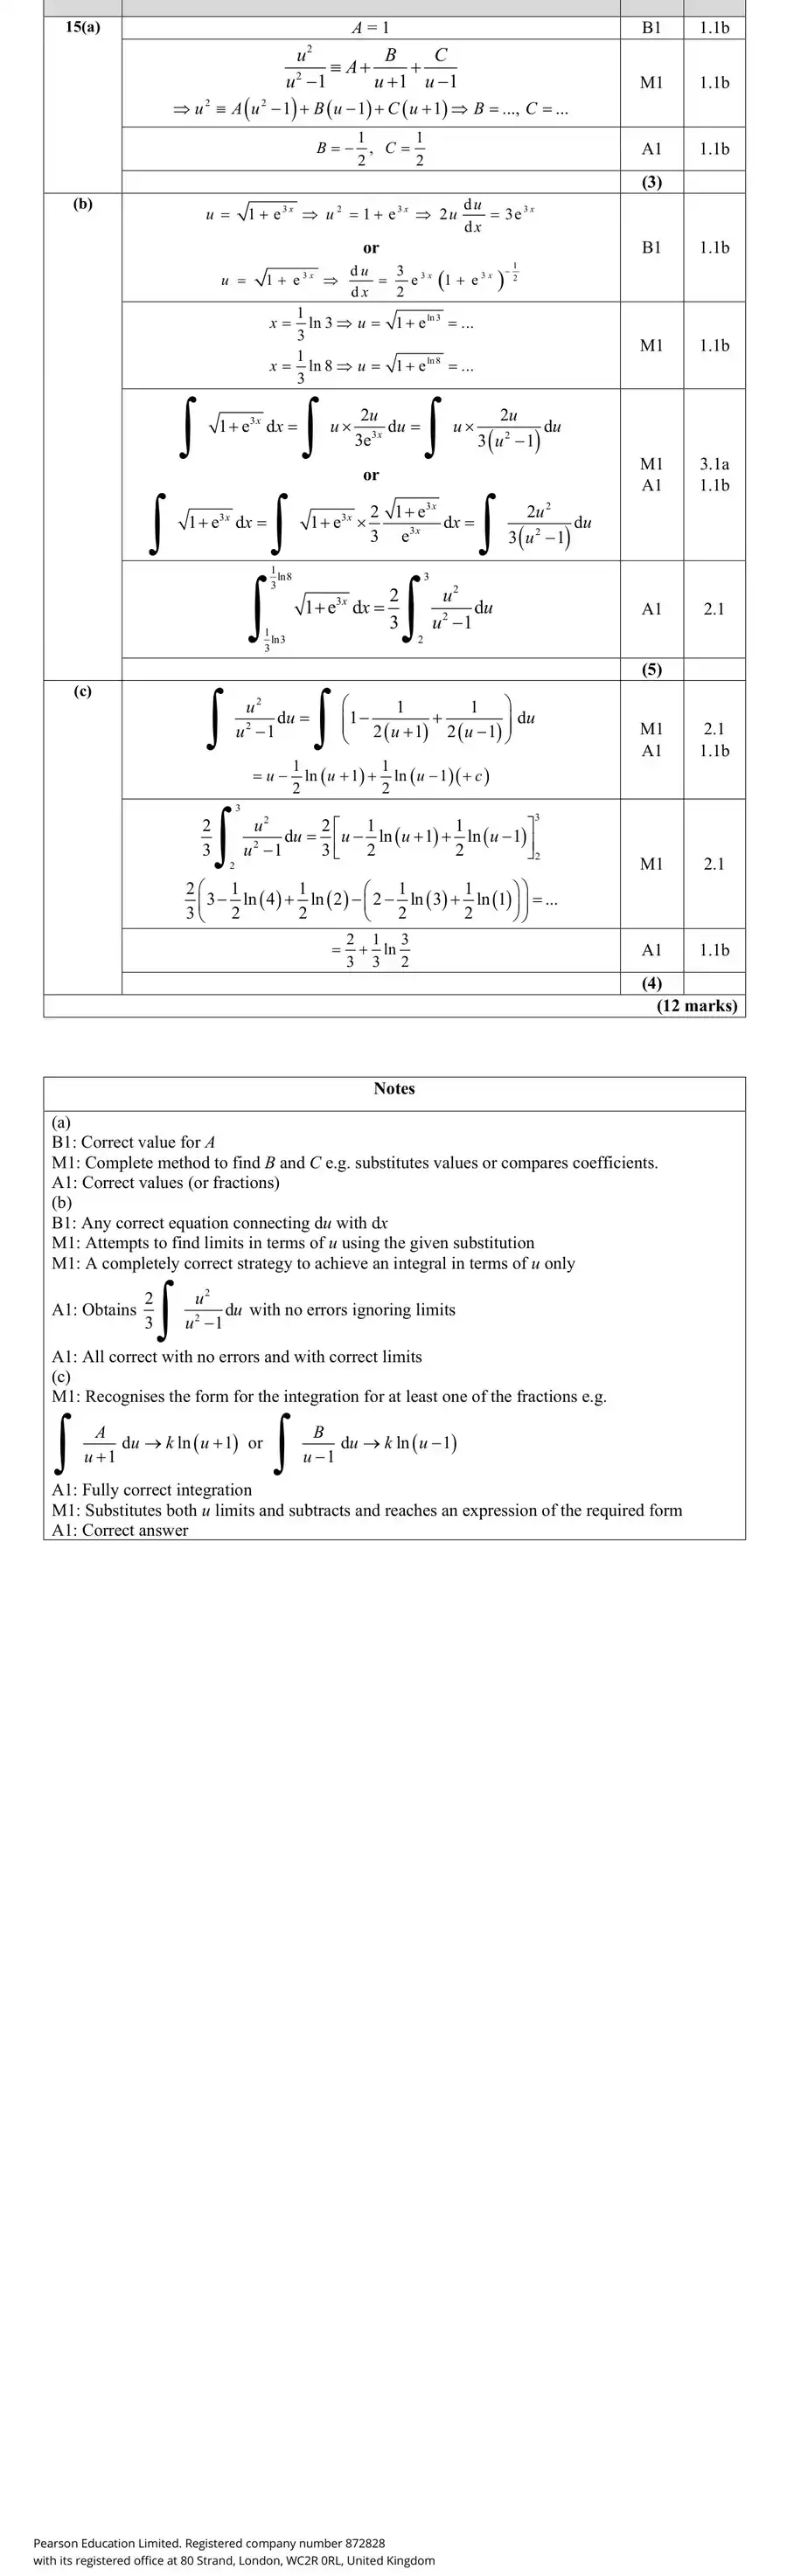 15(a) A = 1 B1 1.1b
u²/(u² −1) ≡ A + B/(u+1) + C/(u−1)
⇒ u² ≡ A(u² −1) + B(u −1) + C(u +1) ⇒ B = ..., C = ... M1 1.1b
B = −1/2, C = 1/2 A1 1.1b
(3)
(b) u = √(1 + e³ˣ) ⇒ u² = 1 + e³ˣ ⇒ 2u du/dx = 3e³ˣ
or B1 1.1b
u = √(1 + e³ˣ) ⇒ du/dx = 3/2 e³ˣ (1 + e³ˣ)^(−1/2)
x = 1/3 ln 3 ⇒ u = √(1 + e^(ln 3)) = ...
x = 1/3 ln 8 ⇒ u = √(1 + e^(ln 8)) = ... M1 1.1b
∫ √(1+e³ˣ) dx = ∫ u × 2u/(3e³ˣ) du = ∫ u × 2u/(3(u² −1)) du
or M1 A1 3.1a 1.1b
∫ √(1+e³ˣ) dx = ∫ √(1+e³ˣ) × 2/3 √(1+e³ˣ)/e³ˣ dx = ∫ 2u²/(3(u² −1)) du
∫_(1/3 ln 3)^(1/3 ln 8) √(1+e³ˣ) dx = 2/3 ∫_2^3 u²/(u² −1) du A1 2.1
(5)
(c) ∫ u²/(u² −1) du = ∫ (1 − 1/(2(u+1)) + 1/(2(u−1))) du M1 A1 2.1 1.1b
= u − 1/2 ln(u +1) + 1/2 ln(u −1)(+c)
2/3 ∫_2^3 u²/(u² −1) du = 2/3 [u − 1/2 ln(u+1) + 1/2 ln(u−1)]_2^3 M1 2.1
2/3 (3 − 1/2 ln(4) + 1/2 ln(2) − (2 − 1/2 ln(3) + 1/2 ln(1))) = ...
= 2/3 + 1/3 ln 3/2 A1 1.1b
(4)
(12 marks)
Notes
(a)
B1: Correct value for A
M1: Complete method to find B and C e.g. substitutes values or compares coefficients.
A1: Correct values (or fractions)
(b)
B1: Any correct equation connecting du with dx
M1: Attempts to find limits in terms of u using the given substitution
M1: A completely correct strategy to achieve an integral in terms of u only
A1: Obtains 2/3 ∫ u²/(u² −1) du with no errors ignoring limits
A1: All correct with no errors and with correct limits
(c)
M1: Recognises the form for the integration for at least one of the fractions e.g.
∫ A/(u+1) du → k ln(u+1) or ∫ B/(u−1) du → k ln(u −1)
A1: Fully correct integration
M1: Substitutes both u limits and subtracts and reaches an expression of the required form
A1: Correct answer
Pearson Education Limited. Registered company number 872828
with its registered office at 80 Strand, London, WC2R 0RL, United Kingdom